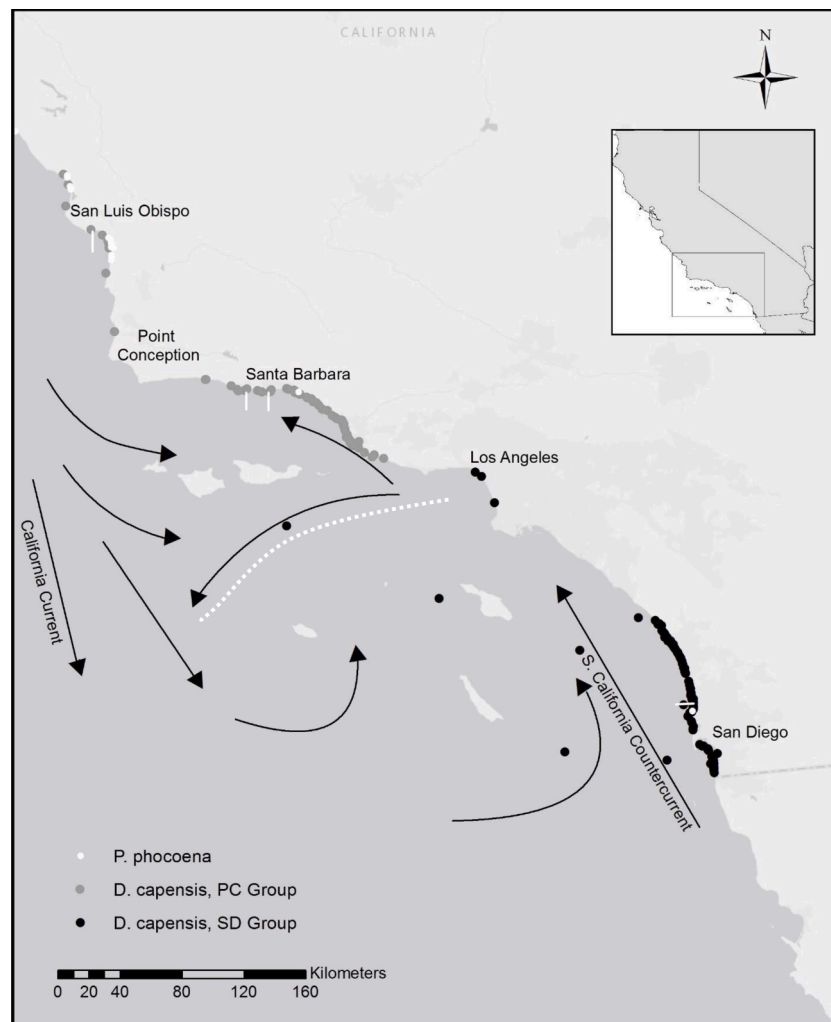 CALIFORNIA
N
San Luis Obispo
Point
Conception
Santa Barbara
Los Angeles
California Current
S. California Countercurrent
San Diego
P. phocoena
D. capensis, PC Group
D. capensis, SD Group
Kilometers
0 20 40 80 120 160